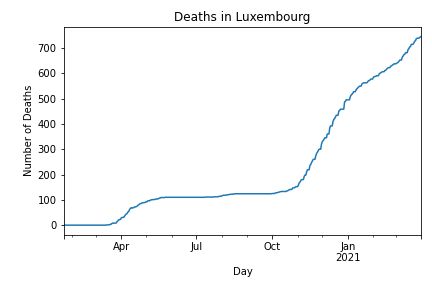 Deaths in Luxembourg
Number of Deaths
700
600
500
400
300
200
100
0
Apr
Jul
Oct
Jan
2021
Day